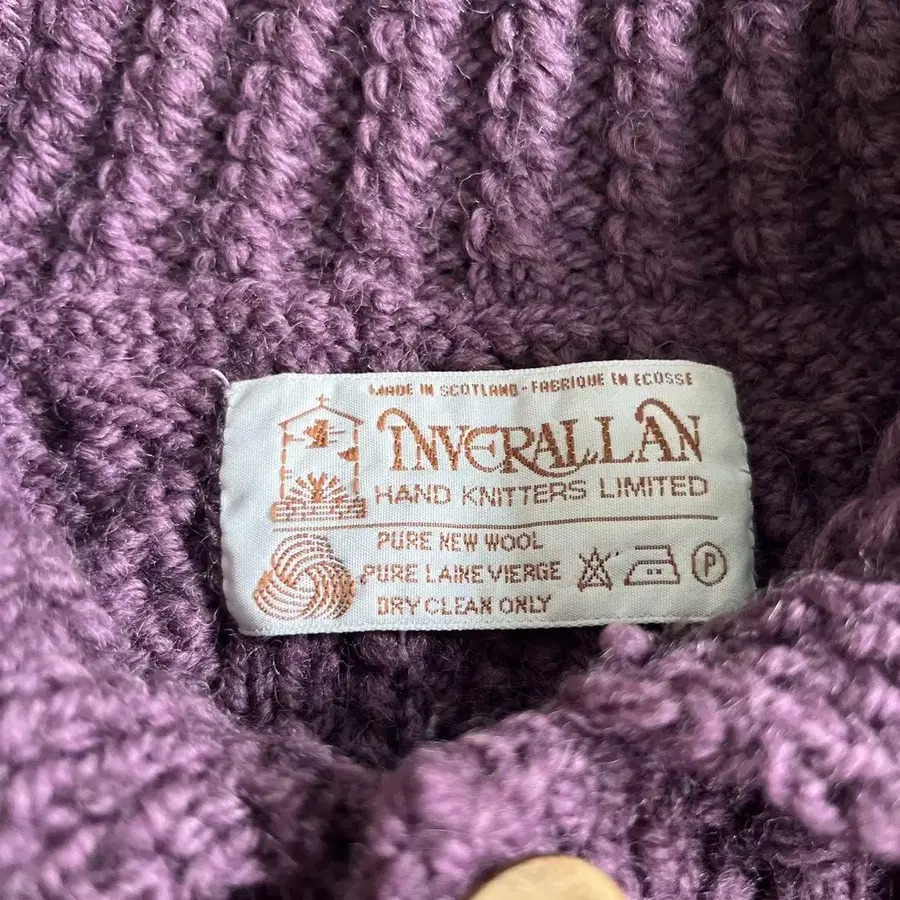 MADE IN SCOTLAND - FABRIQUE EN ECOSSE
INVERALLAN
HAND KNITTERS LIMITED
PURE NEW WOOL
PURE LAINE VIERGE
DRY CLEAN ONLY
P